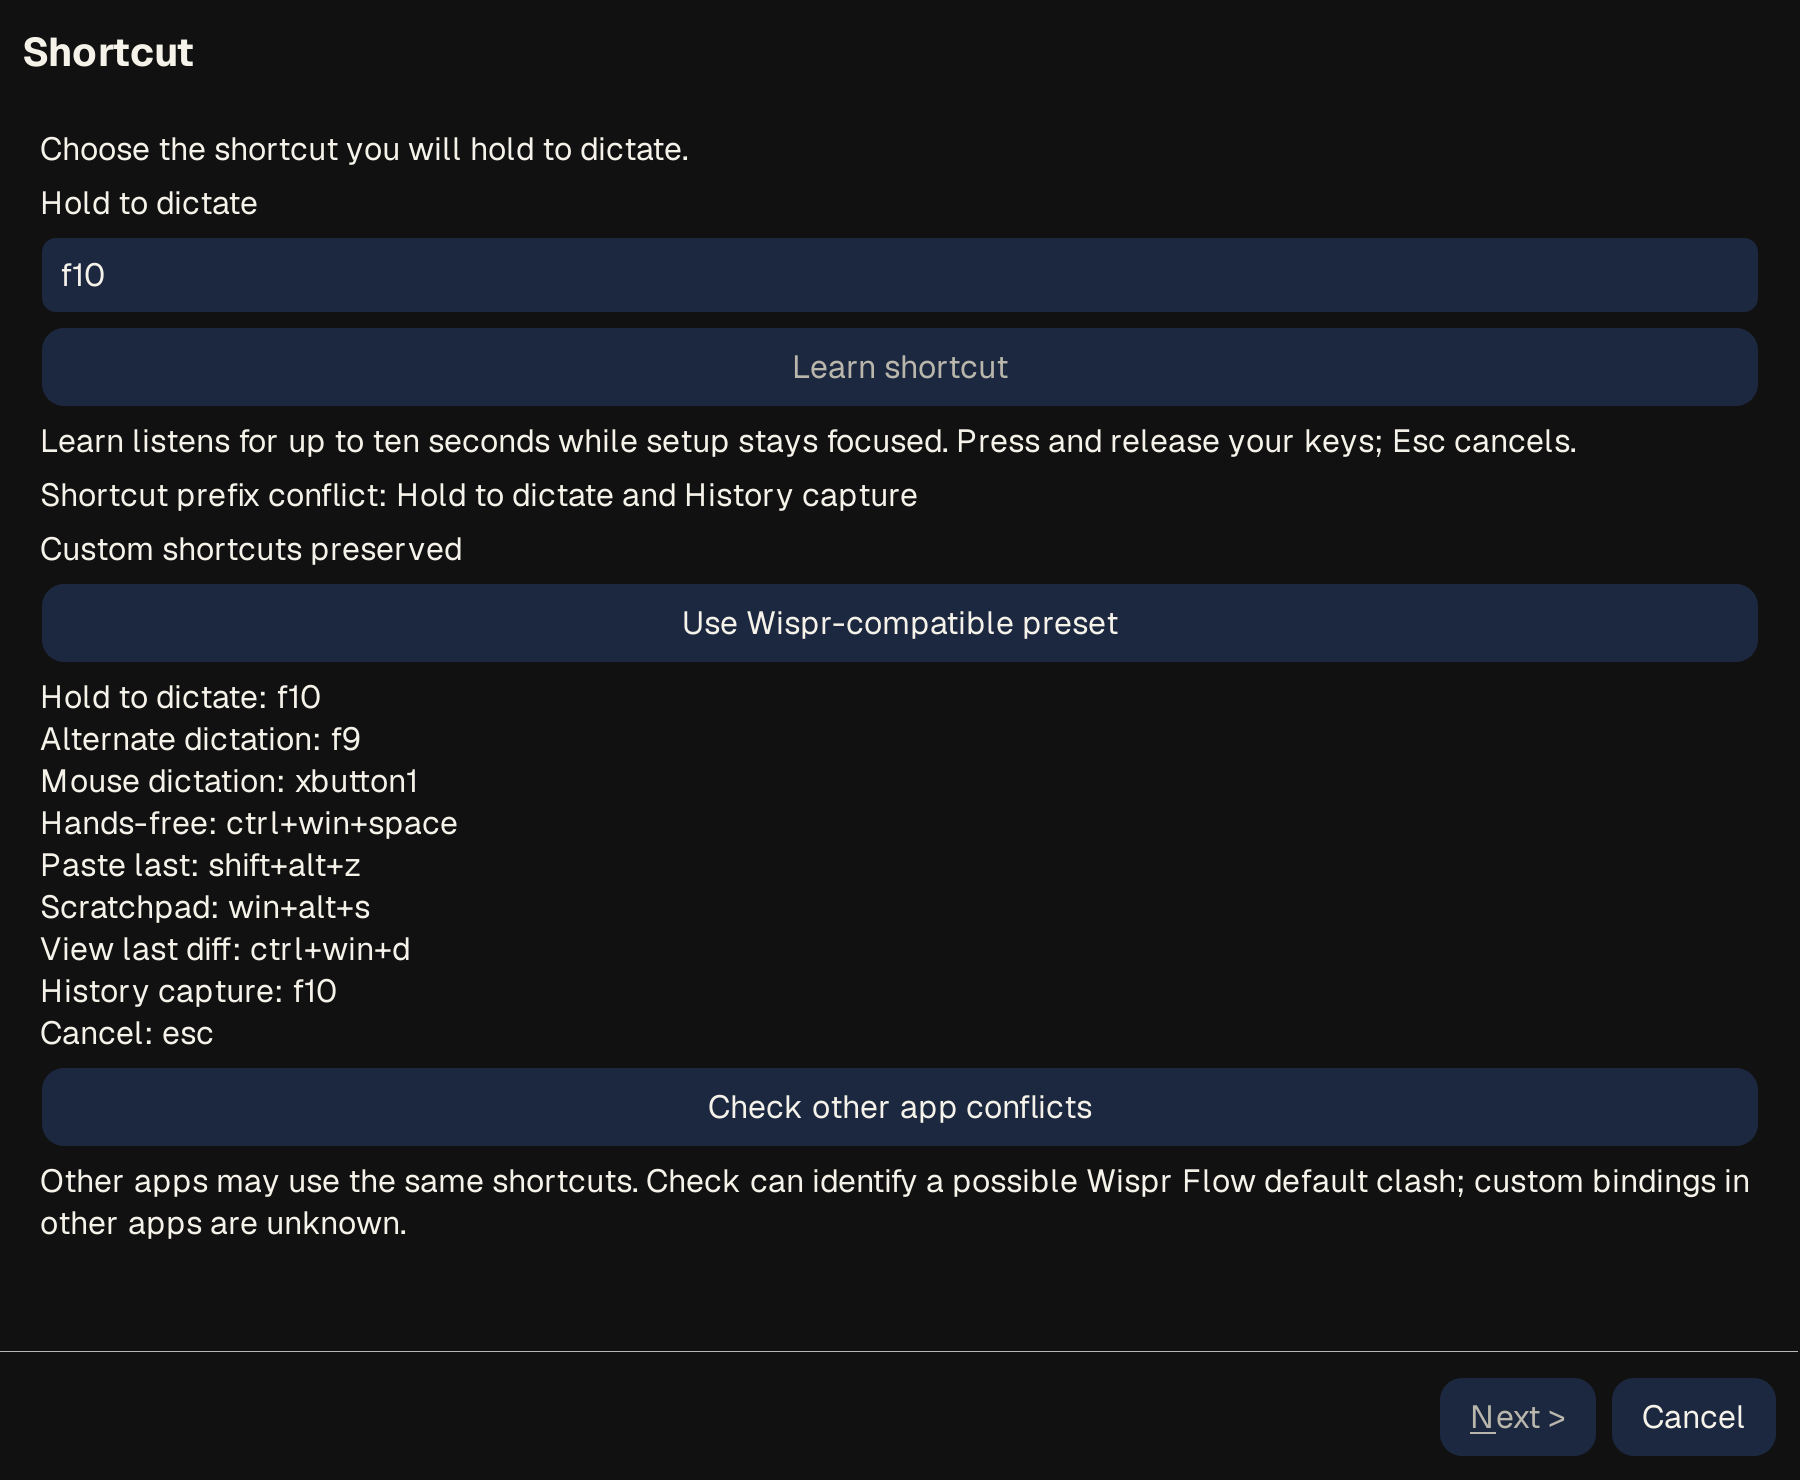 Shortcut
Choose the shortcut you will hold to dictate.
Hold to dictate
f10
Learn shortcut
Learn listens for up to ten seconds while setup stays focused. Press and release your keys; Esc cancels.
Shortcut prefix conflict: Hold to dictate and History capture
Custom shortcuts preserved
Use Wispr-compatible preset
Hold to dictate: f10
Alternate dictation: f9
Mouse dictation: xbutton1
Hands-free: ctrl+win+space
Paste last: shift+alt+z
Scratchpad: win+alt+s
View last diff: ctrl+win+d
History capture: f10
Cancel: esc
Check other app conflicts
Other apps may use the same shortcuts. Check can identify a possible Wispr Flow default clash; custom bindings in
other apps are unknown.
Next >
Cancel